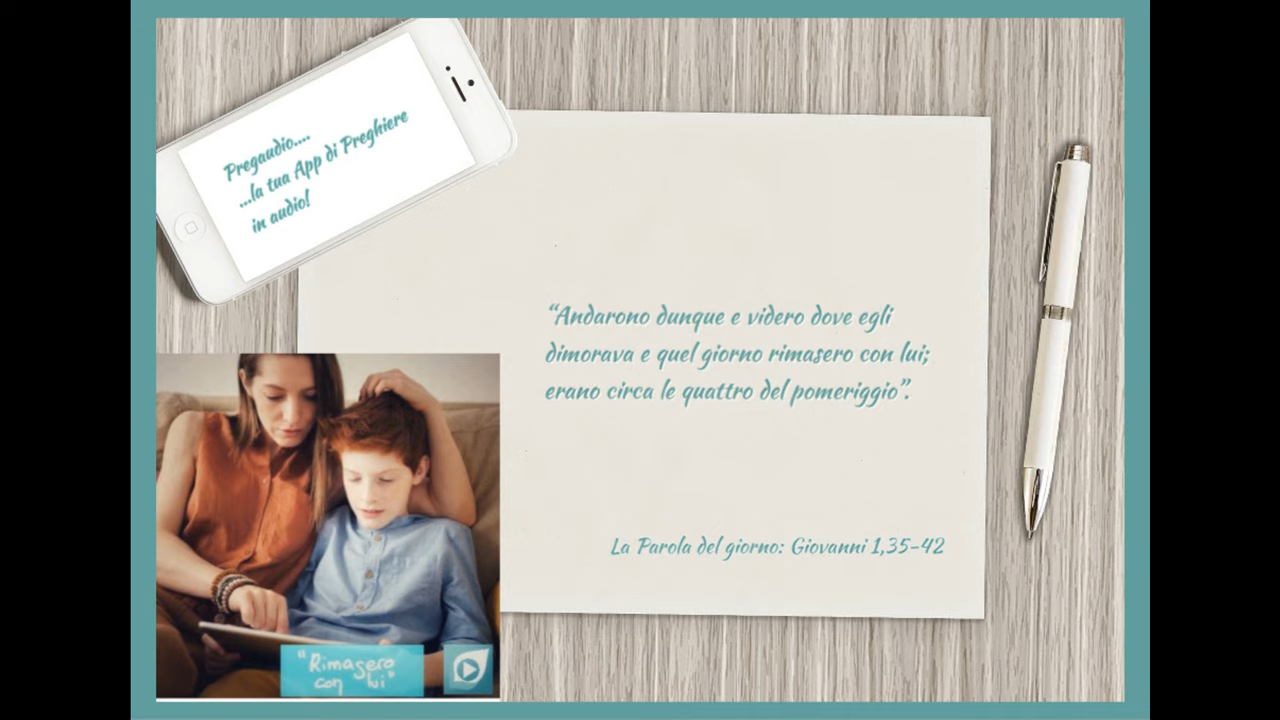 Pregaudio....
...la tua App di Preghiere
in audio!
“Andarono dunque e videro dove egli
dimorava e quel giorno rimasero con lui;
erano circa le quattro del pomeriggio”.
La Parola del giorno: Giovanni 1,35-42
"Rimasero
con lui"